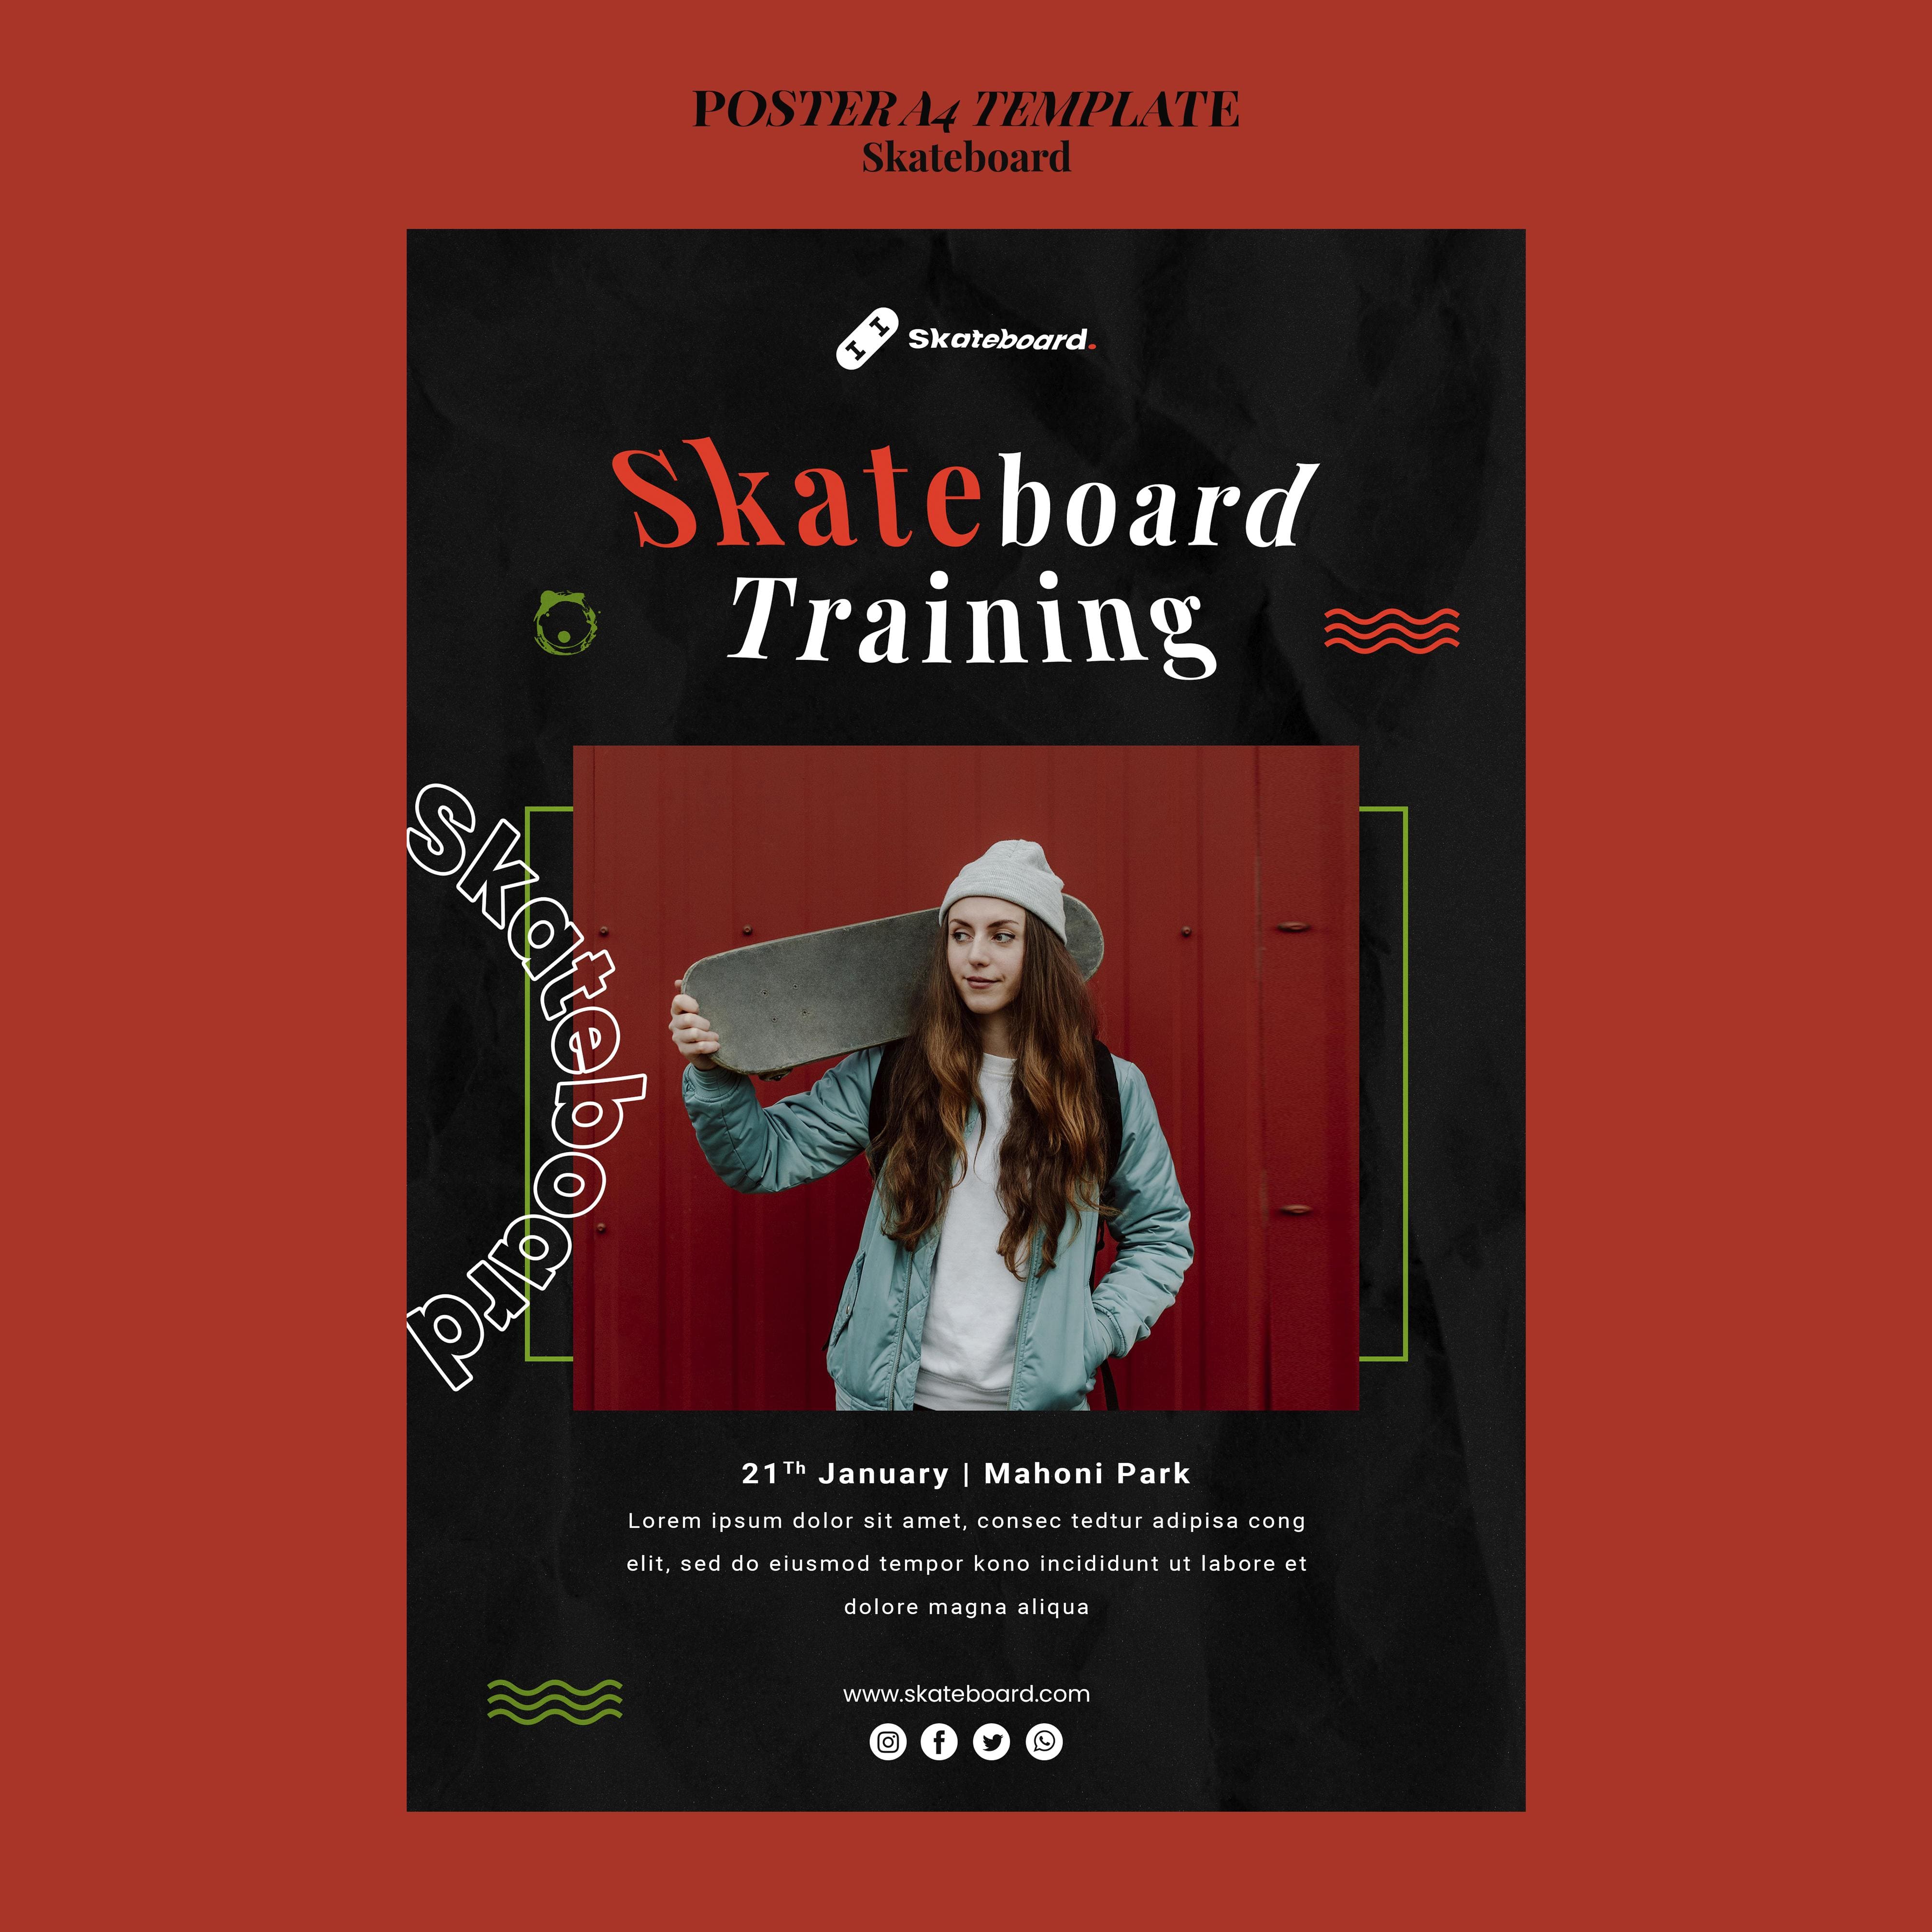 POSTER A4 TEMPLATE
Skateboard
Skateboard.
Skateboard
Training
Skateboard
21Th January | Mahoni Park
Lorem ipsum dolor sit amet, consec tedtur adipisa cong
elit, sed do eiusmod tempor kono incididunt ut labore et
dolore magna aliqua
www.skateboard.com